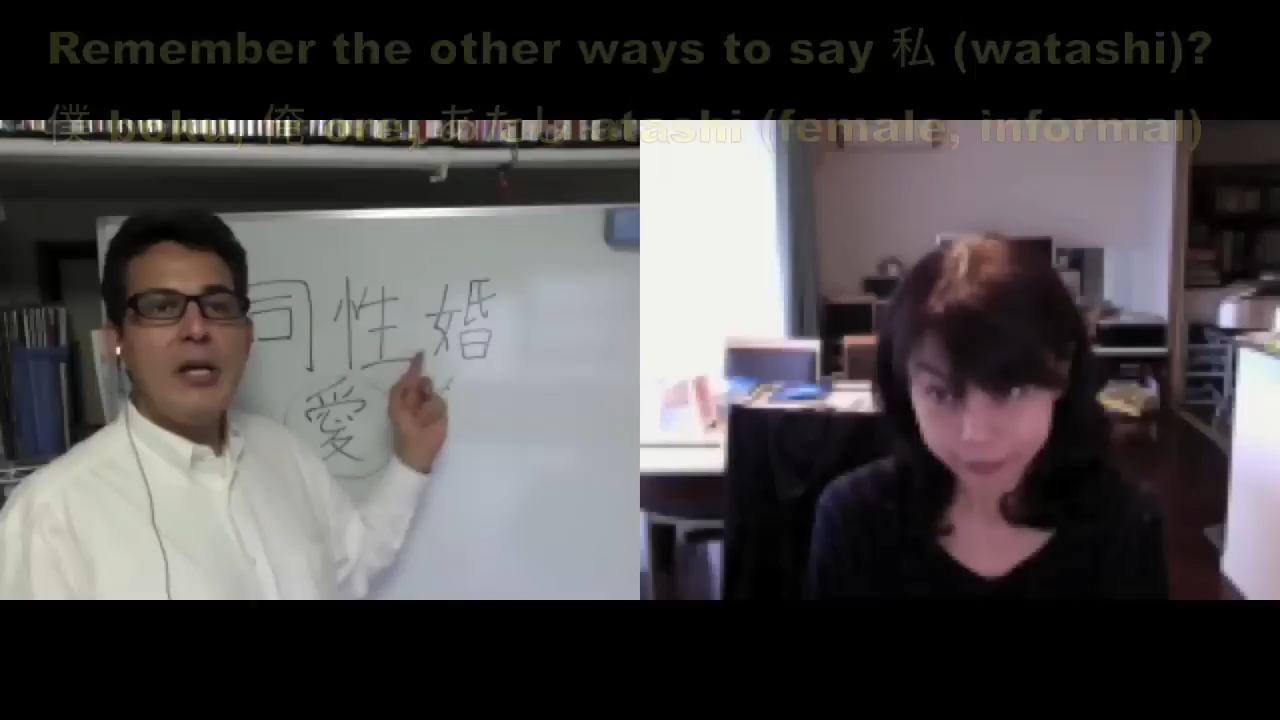 Remember the other ways to say 私 (watashi)?
僕 boku, 俺 ore, あたし atashi (female, informal)
同性婚
愛